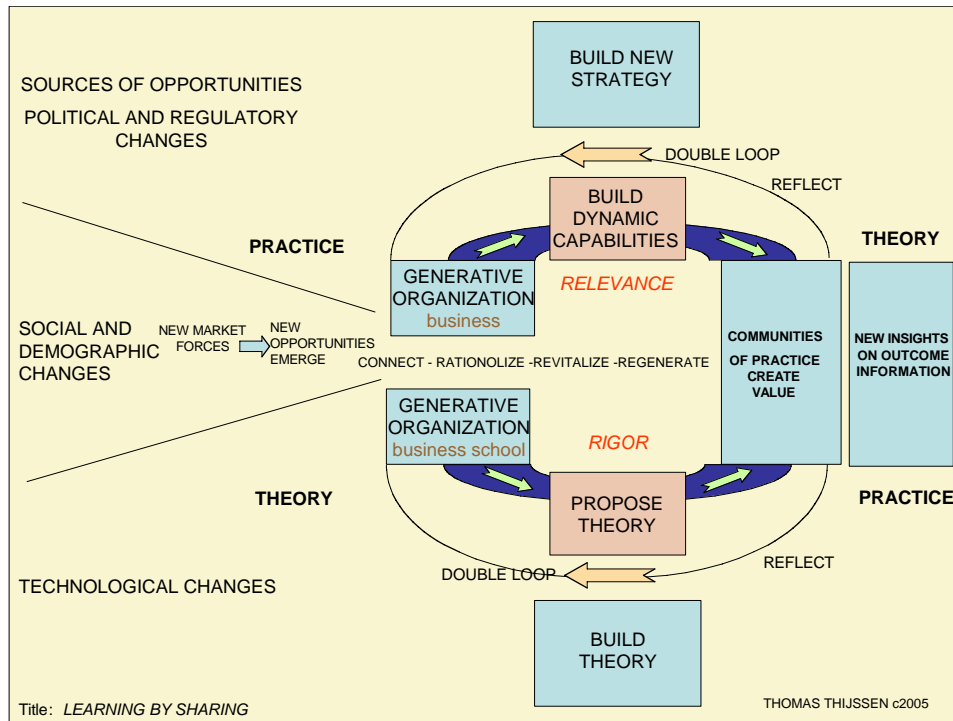 BUILD NEW
STRATEGY
SOURCES OF OPPORTUNITIES
POLITICAL AND REGULATORY
CHANGES
DOUBLE LOOP
REFLECT
BUILD
DYNAMIC
CAPABILITIES
PRACTICE
THEORY
GENERATIVE
ORGANIZATION
business
RELEVANCE
SOCIAL AND
DEMOGRAPHIC
CHANGES
NEW MARKET
FORCES
NEW
OPPORTUNITIES
EMERGE
CONNECT - RATIONOLIZE -REVITALIZE -REGENERATE
COMMUNITIES
OF PRACTICE
CREATE
VALUE
NEW INSIGHTS
ON OUTCOME
INFORMATION
GENERATIVE
ORGANIZATION
business school
RIGOR
THEORY
PROPOSE
THEORY
PRACTICE
DOUBLE LOOP
REFLECT
TECHNOLOGICAL CHANGES
BUILD
THEORY
Title: LEARNING BY SHARING
THOMAS THIJSSEN c2005